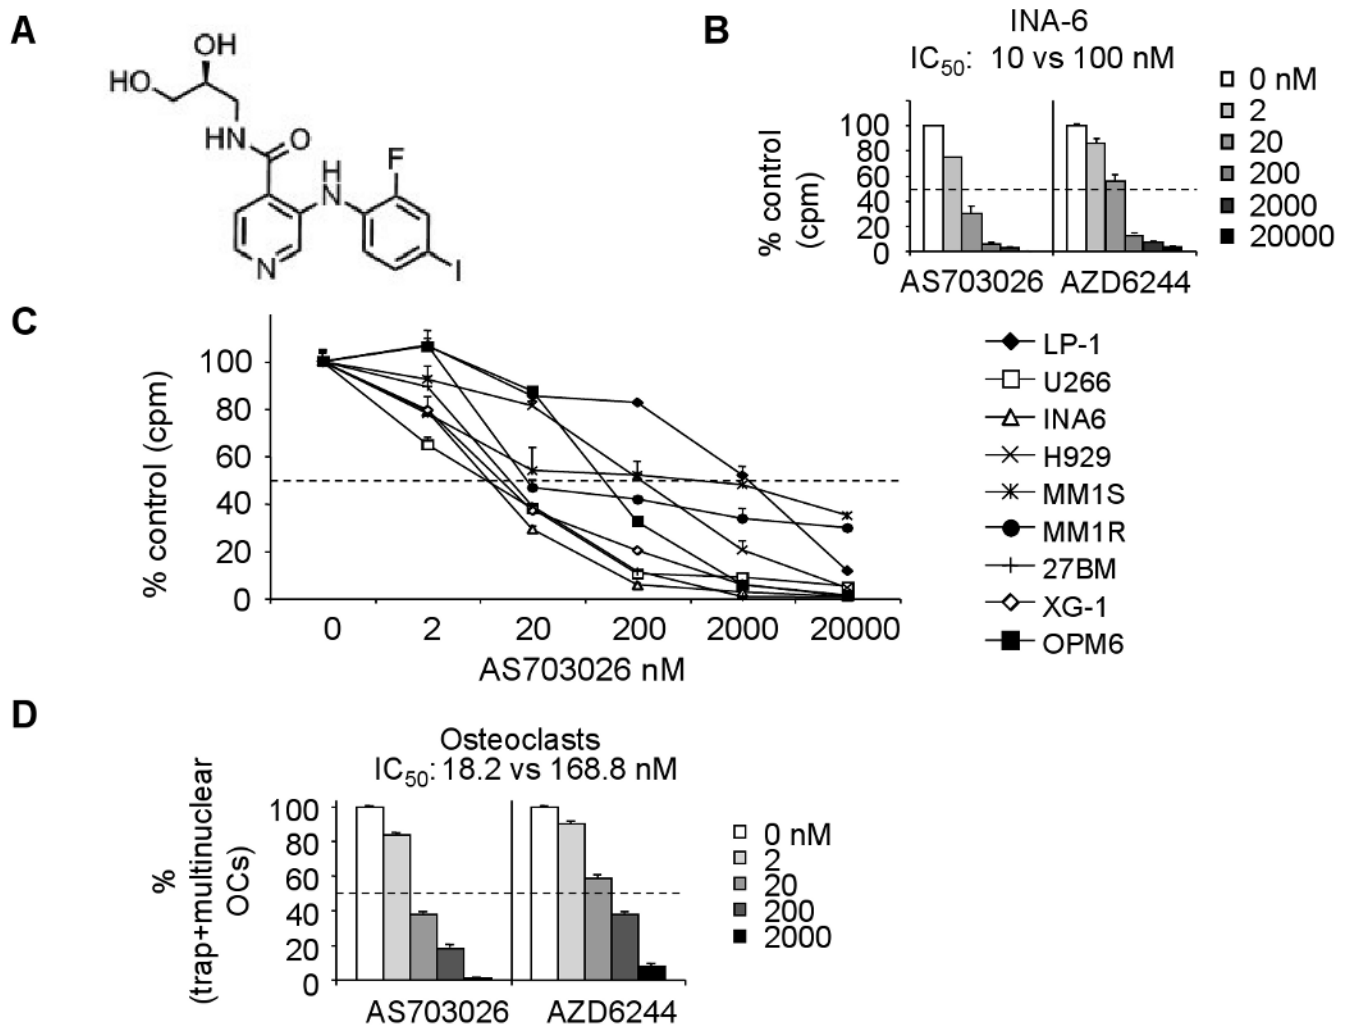 A
OH
HO
HN
O
H
N
F
N
I
B
INA-6
IC50: 10 vs 100 nM
% control
(cpm)
100
80
60
40
20
0
AS703026
AZD6244
0 nM
2
20
200
2000
20000
C
% control (cpm)
100
80
60
40
20
0
0 2 20 200 2000 20000
AS703026 nM
LP-1
U266
INA6
H929
MM1S
MM1R
27BM
XG-1
OPM6
D
Osteoclasts
IC50: 18.2 vs 168.8 nM
%
(trap+multinuclear
OCs)
100
80
60
40
20
0
AS703026
AZD6244
0 nM
2
20
200
2000